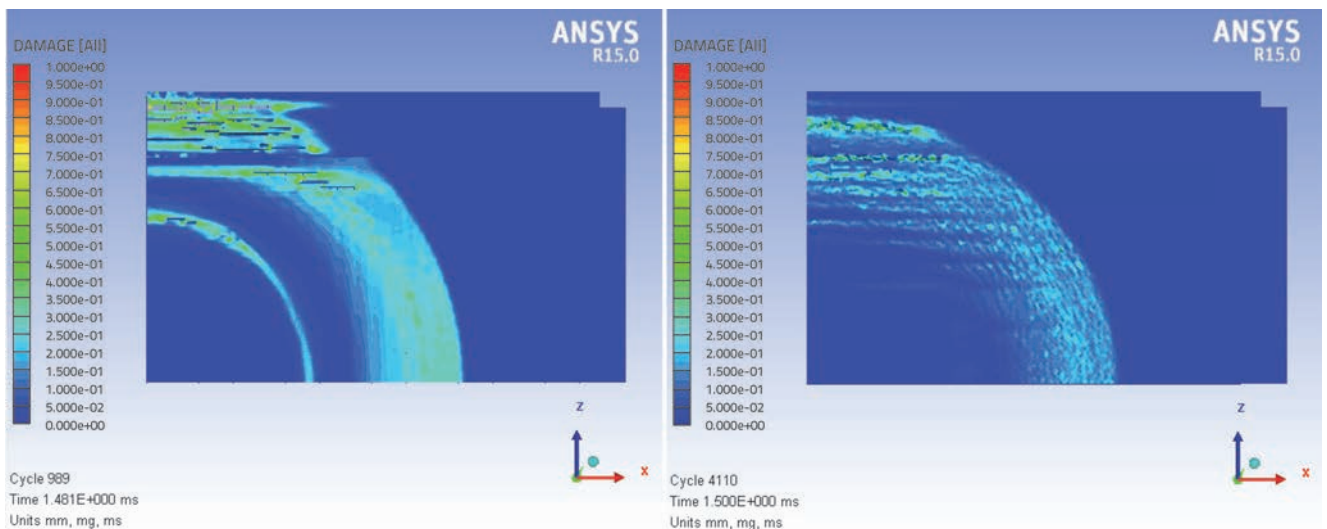 ANSYS
R15.0
DAMAGE [All]
1.000e+00
9.500e-01
9.000e-01
8.500e-01
8.000e-01
7.500e-01
7.000e-01
6.500e-01
6.000e-01
5.500e-01
5.000e-01
4.500e-01
4.000e-01
3.500e-01
3.000e-01
2.500e-01
2.000e-01
1.500e-01
1.000e-01
5.000e-02
0.000e+00
Z
X
Cycle 989
Time 1.481E+000 ms
Units mm, mg, ms
ANSYS
R15.0
DAMAGE [All]
1.000e+00
9.500e-01
9.000e-01
8.500e-01
8.000e-01
7.500e-01
7.000e-01
6.500e-01
6.000e-01
5.500e-01
5.000e-01
4.500e-01
4.000e-01
3.500e-01
3.000e-01
2.500e-01
2.000e-01
1.500e-01
1.000e-01
5.000e-02
0.000e+00
Z
X
Cycle 4110
Time 1.500E+000 ms
Units mm, mg, ms